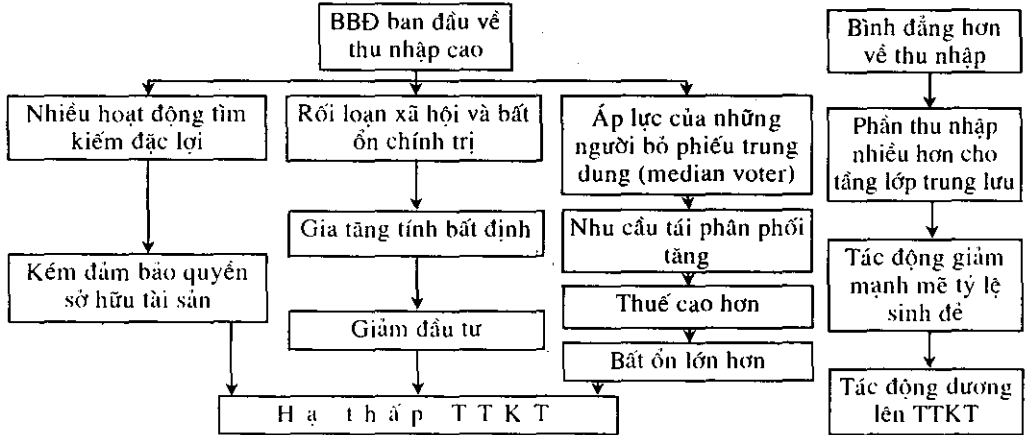 BBĐ ban đầu về
thu nhập cao
Nhiều hoạt động tìm
kiếm đặc lợi
Kém đảm bảo quyền
sở hữu tài sản
Rối loạn xã hội và bất
ổn chính trị
Gia tăng tính bất định
Giảm đầu tư
Áp lực của những
người bỏ phiếu trung
dung (median voter)
Nhu cầu tái phân phối
tăng
Thuế cao hơn
Bất ổn lớn hơn
Hạ thấp TTKT
Bình đẳng hơn
về thu nhập
Phần thu nhập
nhiều hơn cho
tầng lớp trung lưu
Tác động giảm
mạnh mẽ tỷ lệ
sinh đẻ
Tác động dương
lên TTKT